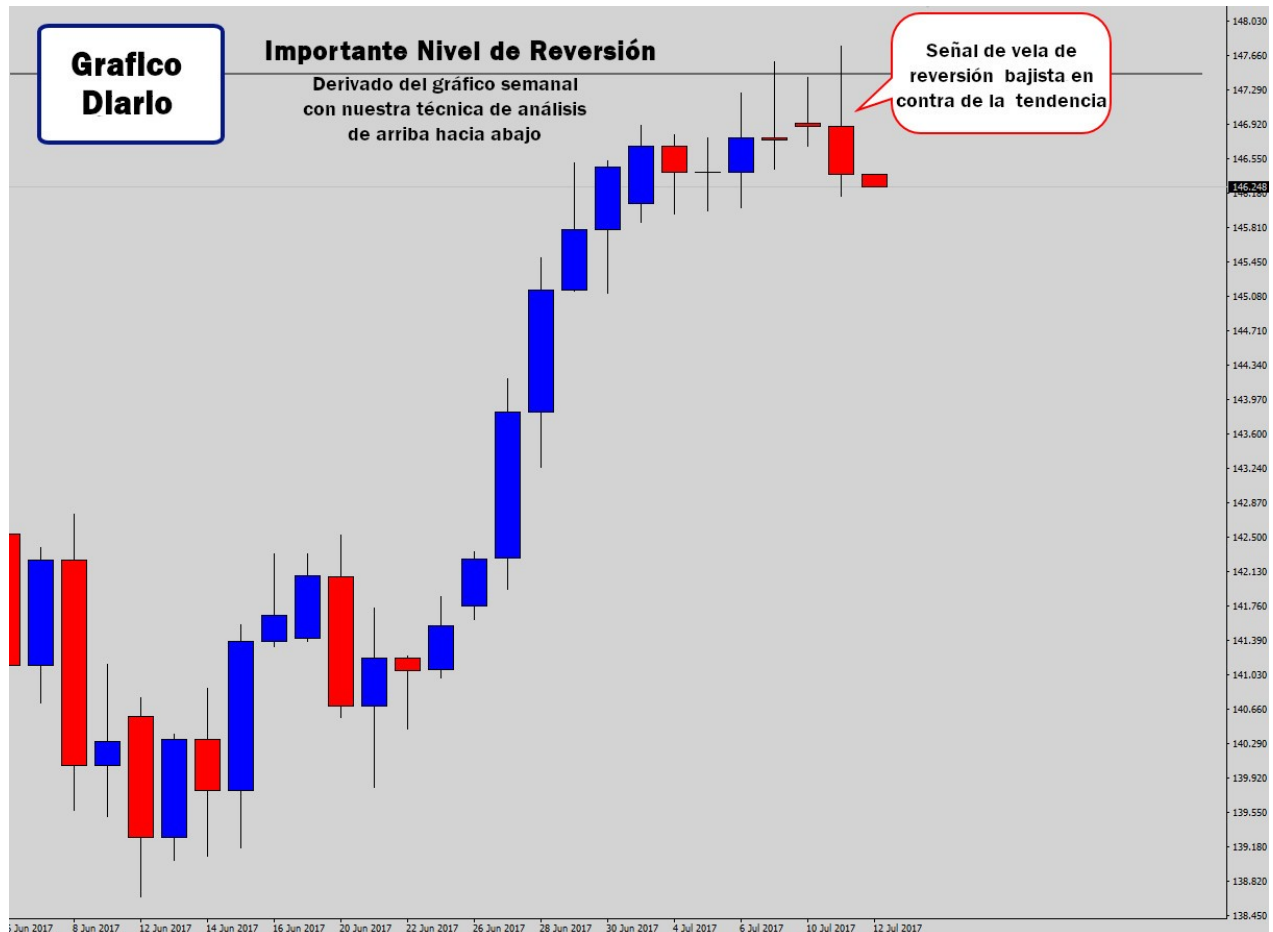 Grafico
Diario
Importante Nivel de Reversión
Derivado del gráfico semanal
con nuestra técnica de análisis
de arriba hacia abajo
Señal de vela de
reversión bajista en
contra de la tendencia
148.030
147.660
147.290
146.920
146.550
146.248
146.180
145.810
145.450
145.080
144.710
144.340
143.970
143.600
143.240
142.870
142.500
142.130
141.760
141.390
141.030
140.660
140.290
139.920
139.550
139.180
138.820
138.450
Jun 2017
8 Jun 2017
12 Jun 2017
14 Jun 2017
16 Jun 2017
20 Jun 2017
22 Jun 2017
26 Jun 2017
28 Jun 2017
30 Jun 2017
4 Jul 2017
6 Jul 2017
10 Jul 2017
12 Jul 2017